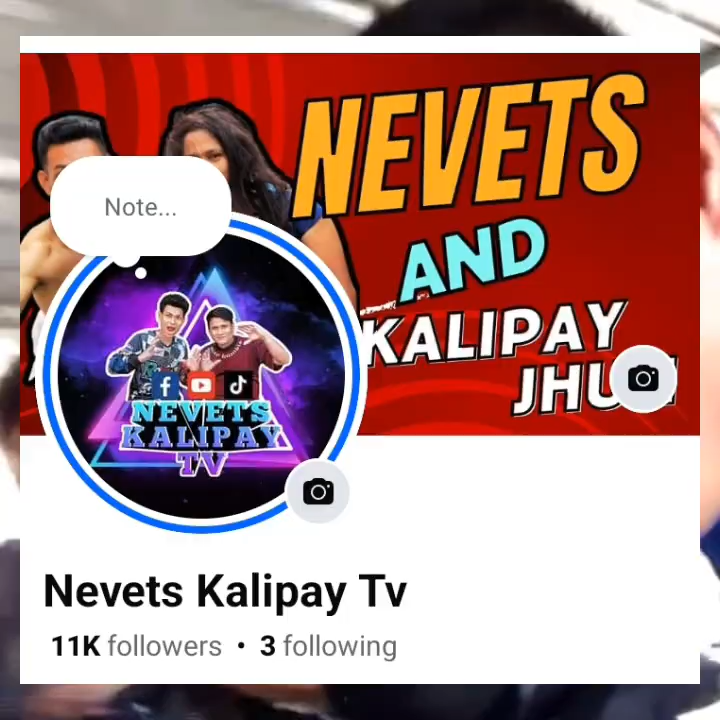 NEVETS
AND
KALIPAY
Note...
NEVETS
KALIPAY
TV
Nevets Kalipay Tv
11K followers • 3 following